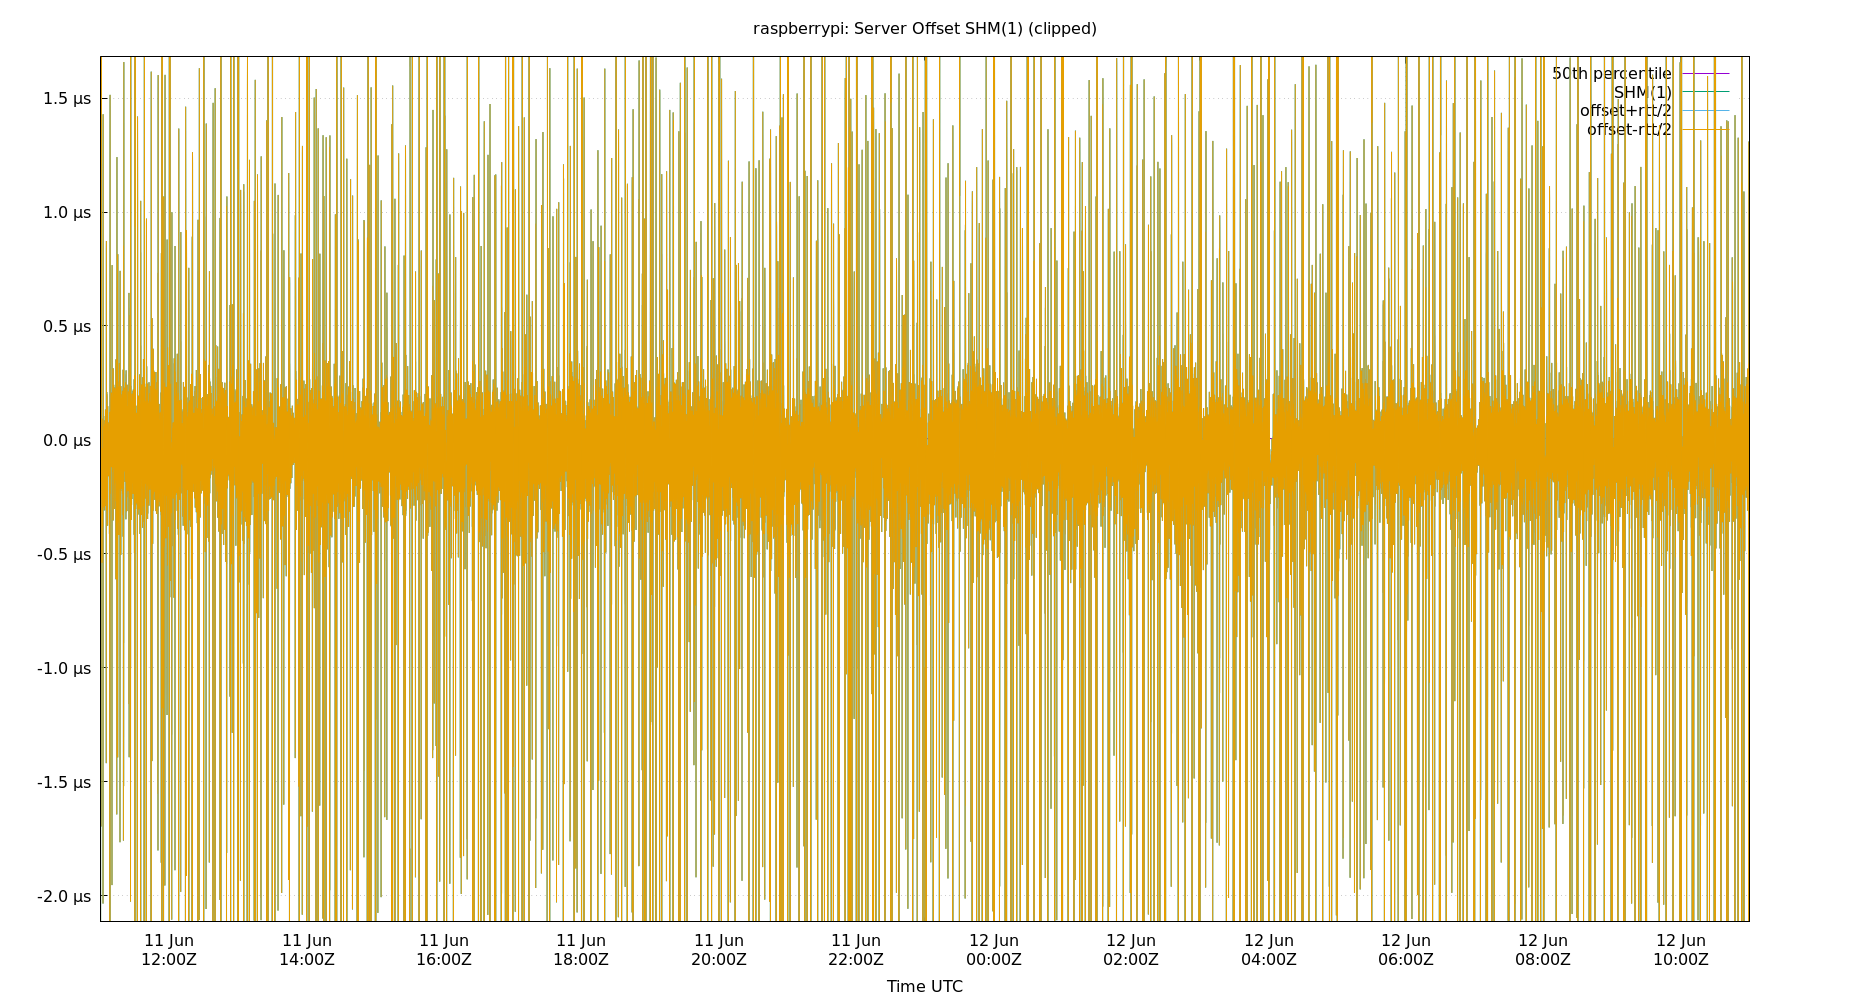 raspberrypi: Server Offset SHM(1) (clipped)
50th percentile
SHM(1)
offset+rtt/2
offset-rtt/2
1.5 µs
1.0 µs
0.5 µs
0.0 µs
-0.5 µs
-1.0 µs
-1.5 µs
-2.0 µs
11 Jun 11 Jun 11 Jun 11 Jun 11 Jun 11 Jun 12 Jun 12 Jun 12 Jun 12 Jun 12 Jun 12 Jun
12:00Z 14:00Z 16:00Z 18:00Z 20:00Z 22:00Z 00:00Z 02:00Z 04:00Z 06:00Z 08:00Z 10:00Z
Time UTC